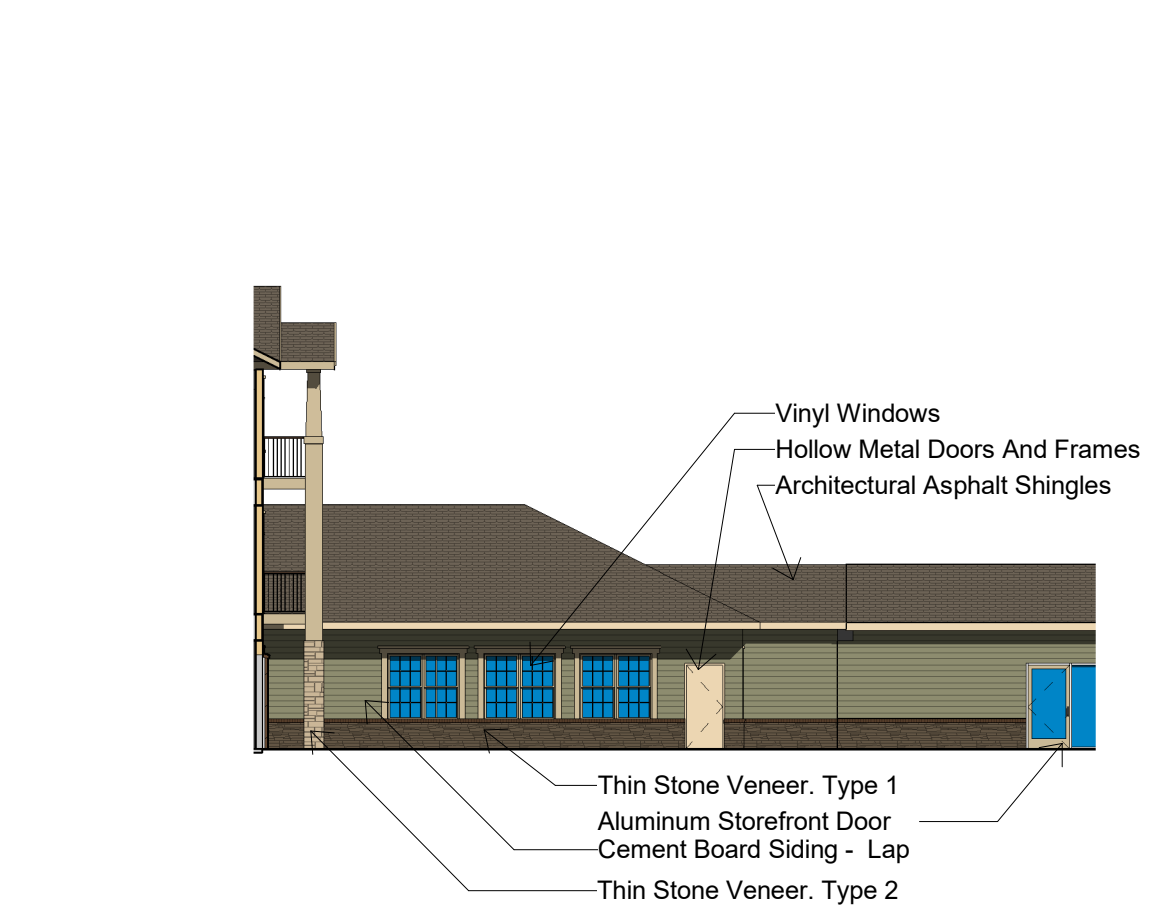 Vinyl Windows
Hollow Metal Doors And Frames
Architectural Asphalt Shingles
Thin Stone Veneer. Type 1
Aluminum Storefront Door
Cement Board Siding -  Lap
Thin Stone Veneer. Type 2